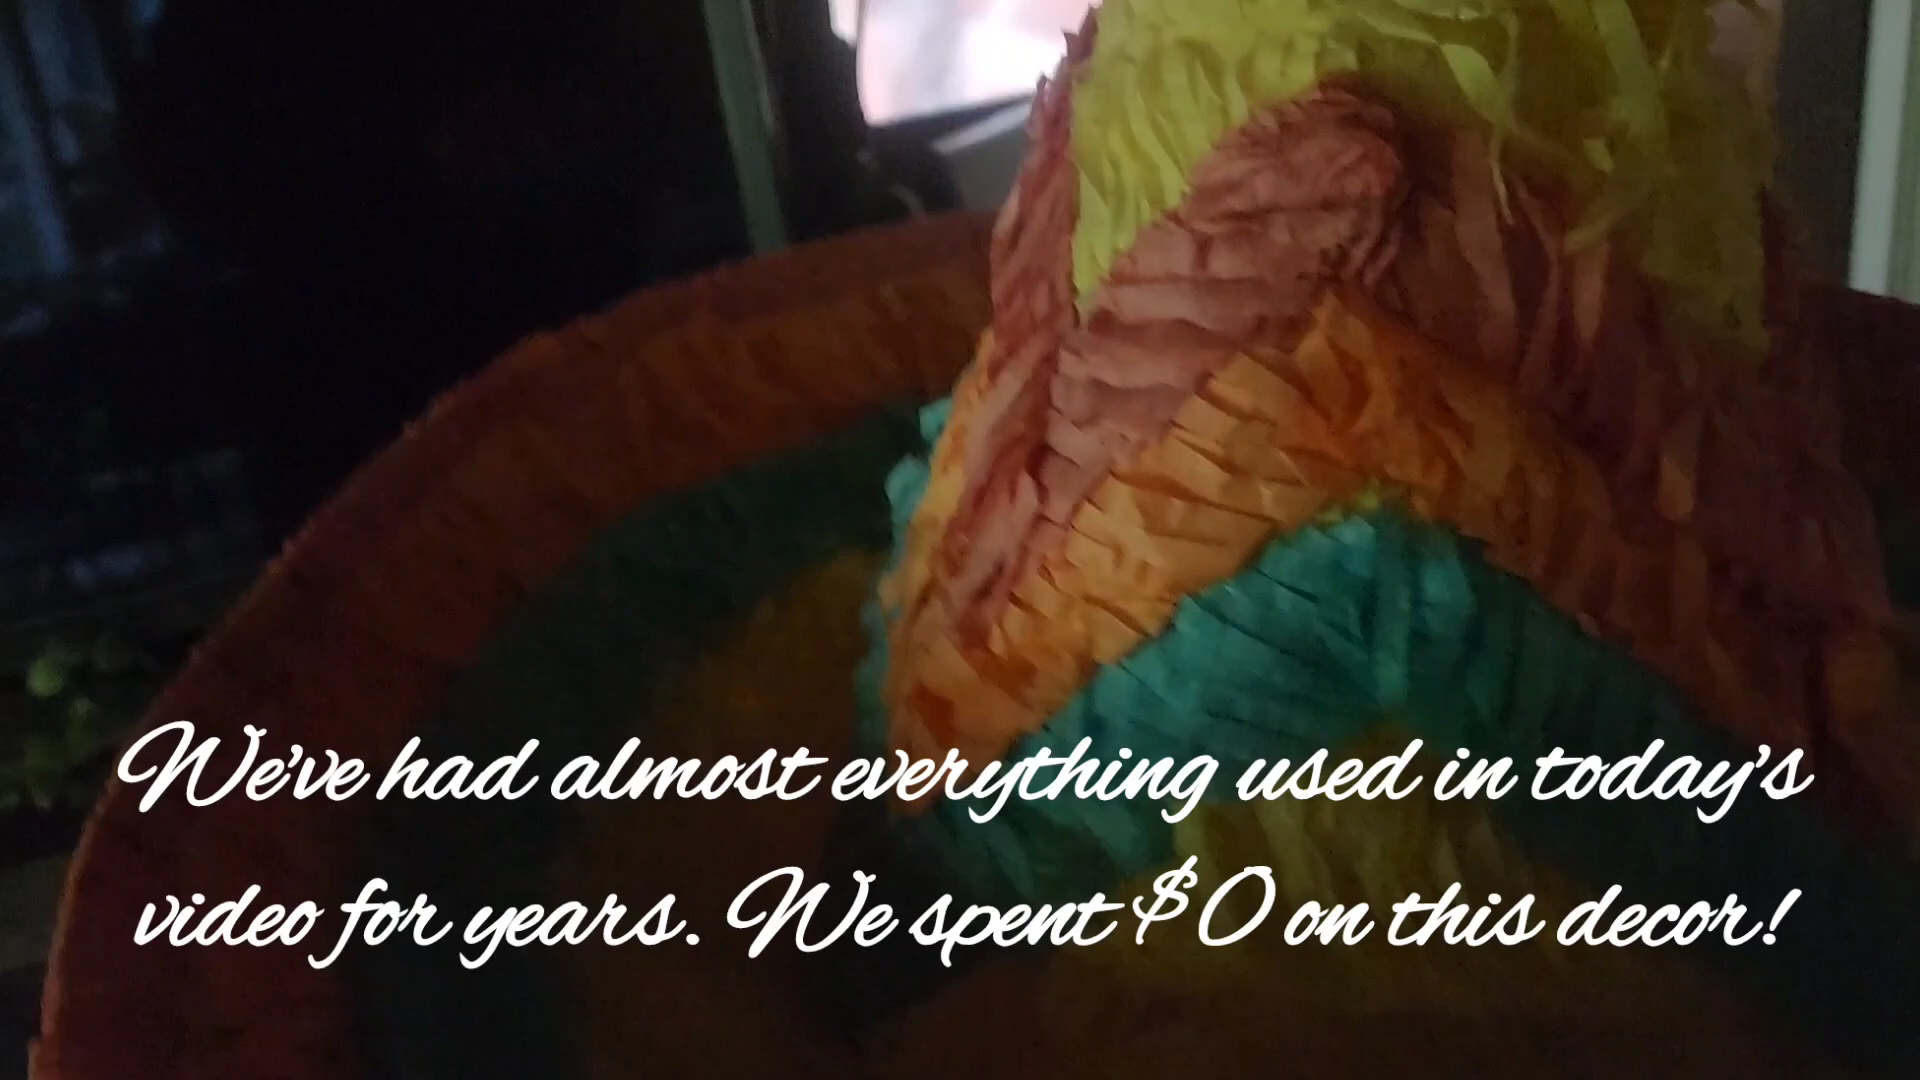 We've had almost everything used in today's
video for years. We spent $0 on this decor!